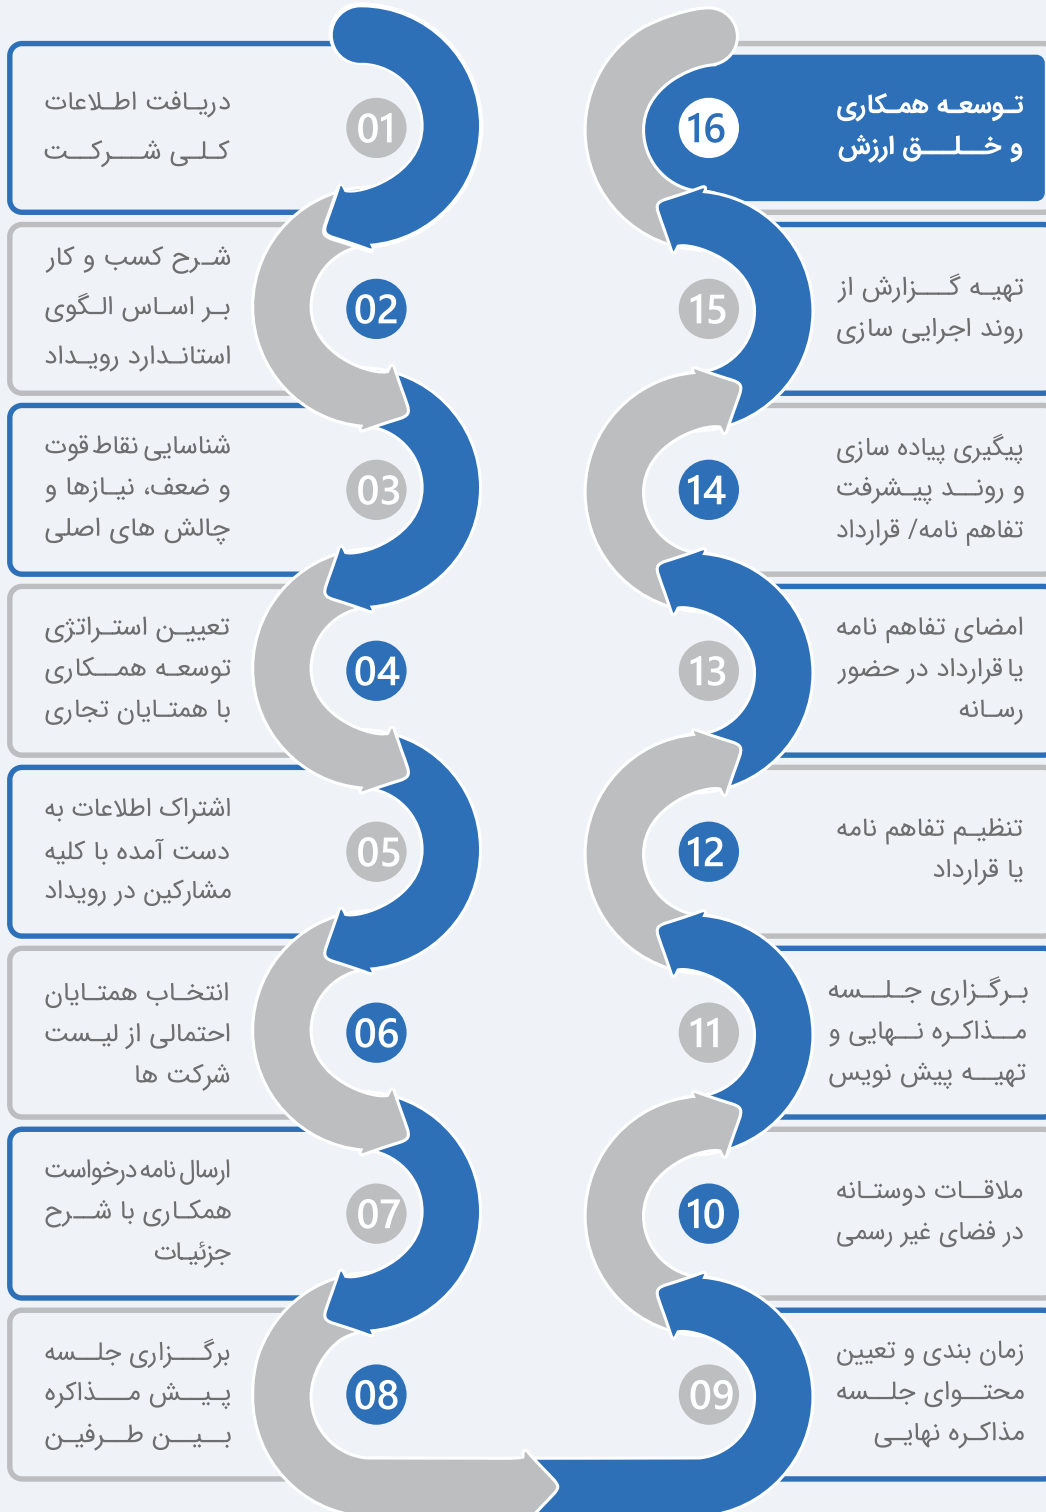 01
دریافت اطلاعات
کلی شرکت
02
شرح کسب و کار
بر اساس الگوی
استاندارد رویداد
03
شناسایی نقاط قوت
و ضعف، نیازها و
چالش های اصلی
04
تعیین استراتژی
توسعه همکاری
با همتایان تجاری
05
اشتراک اطلاعات به
دست آمده با کلیه
مشارکین در رویداد
06
انتخاب همتایان
احتمالی از لیست
شرکت ها
07
ارسال نامه درخواست
همکاری با شرح
جزئیات
08
برگزاری جلسه
پیش مذاکره
بین طرفین
09
زمان بندی و تعیین
محتوای جلسه
مذاکره نهایی
10
ملاقات دوستانه
در فضای غیر رسمی
11
برگزاری جلسه
مذاکره نهایی و
تهیه پیش نویس
12
تنظیم تفاهم نامه
یا قرارداد
13
امضای تفاهم نامه
یا قرارداد در حضور
رسانه
14
پیگیری پیاده سازی
و روند پیشرفت
تفاهم نامه/ قرارداد
15
تهیه گزارش از
روند اجرایی سازی
16
توسعه همکاری
و خلق ارزش